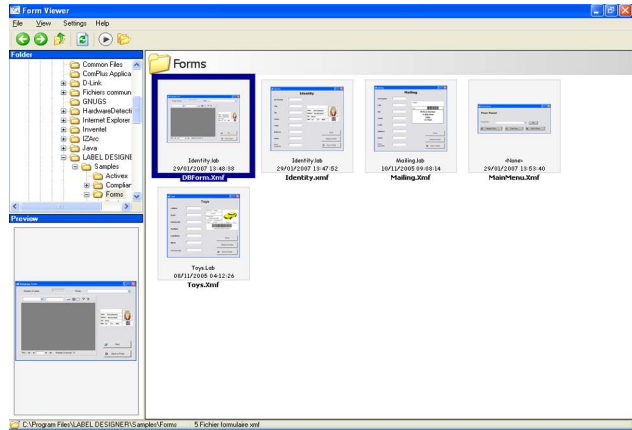 Form Viewer
File View Settings Help
Folder
Common Files
ComPlus Applica
D-Link
Fichiers commun
GNUGS
HardwareDetecti
Internet Explorer
Inventel
IZArc
Java
LABEL DESIGNE
Samples
Activex
Complian
Forms
Preview
Forms
Identity
Mailing
Identity.lab
29/01/2007 13:48:38
DBForm.Xmf
Identity.lab
29/01/2007 13:47:52
Identity.xmf
Mailing.lab
10/11/2005 09:08:14
Mailing.Xmf
<None>
29/01/2007 13:53:40
MainMenu.Xmf
Toys
Toys.Lab
08/11/2005 04:12:26
Toys.Xmf
C:\Program Files\LABEL DESIGNER\Samples\Forms 5 Fichier formulaire xmf